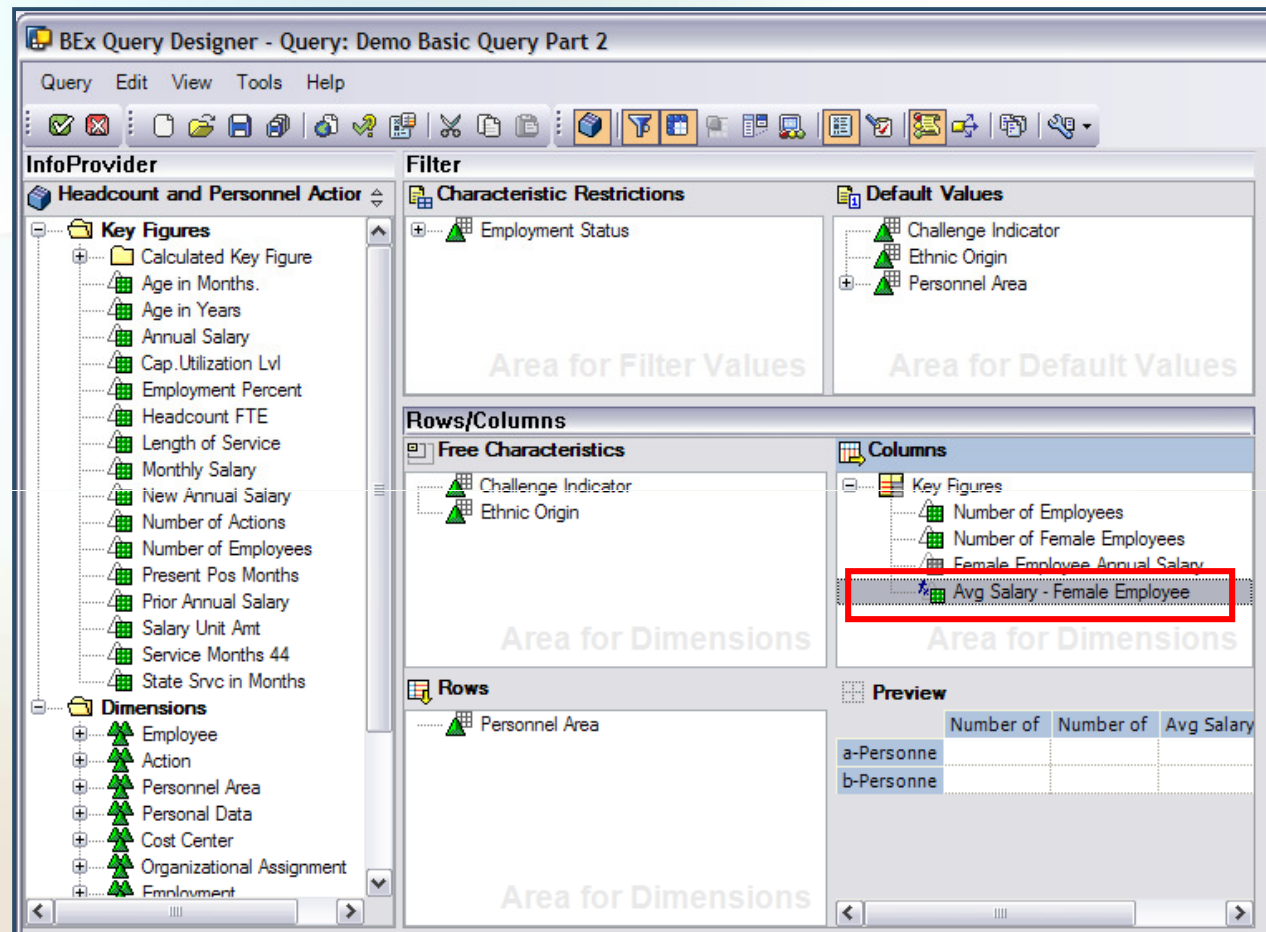 BEx Query Designer - Query: Demo Basic Query Part 2
Query Edit View Tools Help
InfoProvider
Headcount and Personnel Action
Key Figures
Calculated Key Figure
Age in Months.
Age in Years
Annual Salary
Cap.Utilization Lvl
Employment Percent
Headcount FTE
Length of Service
Monthly Salary
New Annual Salary
Number of Actions
Number of Employees
Present Pos Months
Prior Annual Salary
Salary Unit Amt
Service Months 44
State Srvc in Months
Dimensions
Employee
Action
Personnel Area
Personal Data
Cost Center
Organizational Assignment
Employment
Filter
Characteristic Restrictions
Employment Status
Area for Filter Values
Default Values
Challenge Indicator
Ethnic Origin
Personnel Area
Area for Default Values
Rows/Columns
Free Characteristics
Challenge Indicator
Ethnic Origin
Area for Dimensions
Columns
Key Figures
Number of Employees
Number of Female Employees
Female Employee Annual Salary
Avg Salary - Female Employee
Area for Dimensions
Rows
Personnel Area
Area for Dimensions
Preview
Number of Number of Avg Salary
a-Personne
b-Personne